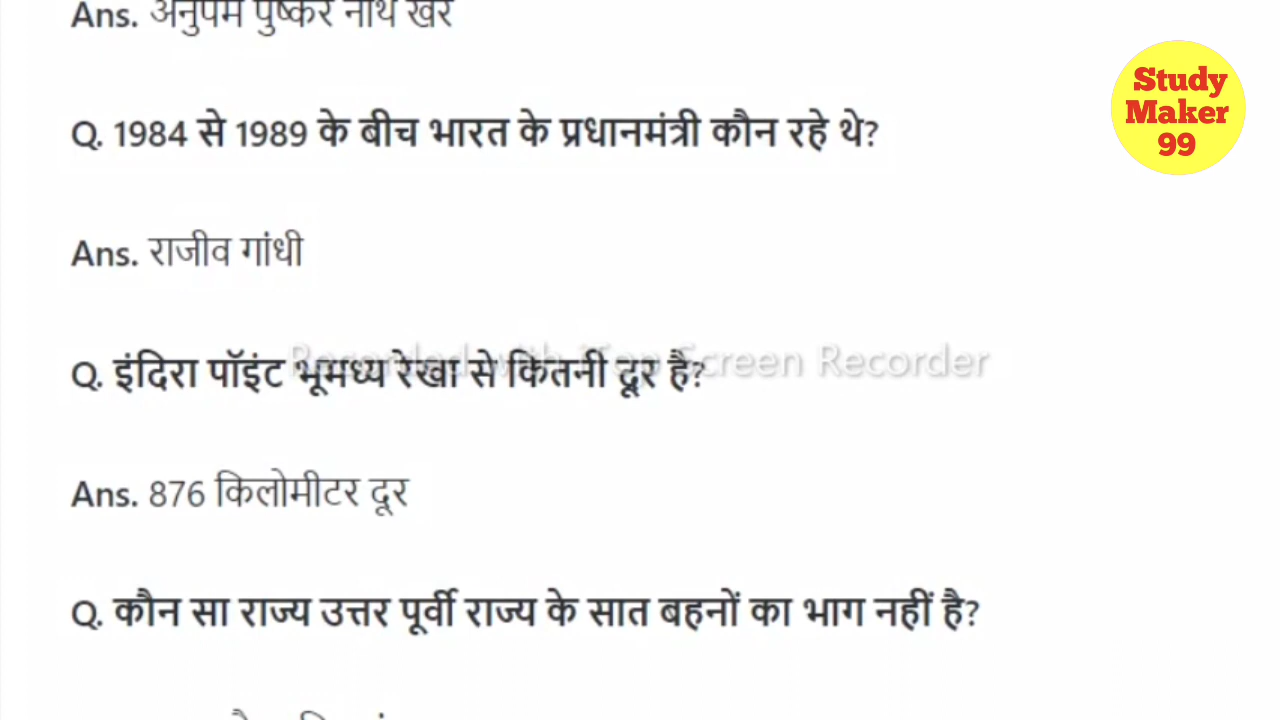 Ans. अनुपम पुष्कर नाथ खेर
Study
Maker
99
Q. 1984 से 1989 के बीच भारत के प्रधानमंत्री कौन रहे थे?
Ans. राजीव गांधी
Recorded with iTop Screen Recorder
Q. इंदिरा पॉइंट भूमध्य रेखा से कितनी दूर है?
Ans. 876 किलोमीटर दूर
Q. कौन सा राज्य उत्तर पूर्वी राज्य के सात बहनों का भाग नहीं है?